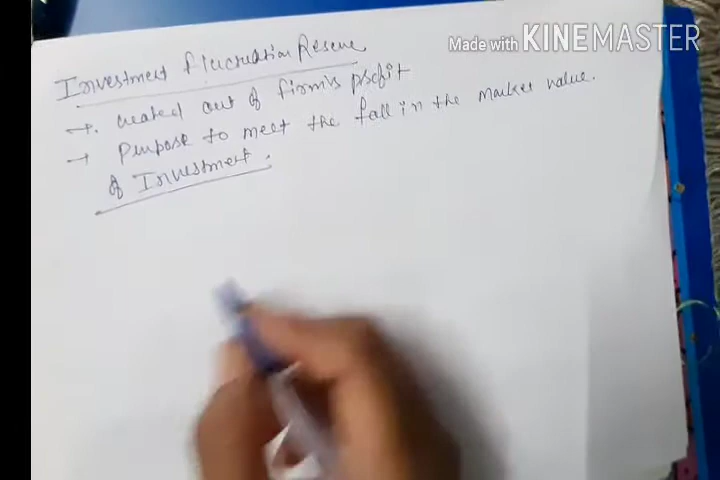 Made with KINEMASTER
Investment Fluctuation Reserve
→ created out of firm's profit
→ Purpose to meet the fall in the market value.
of Investment.